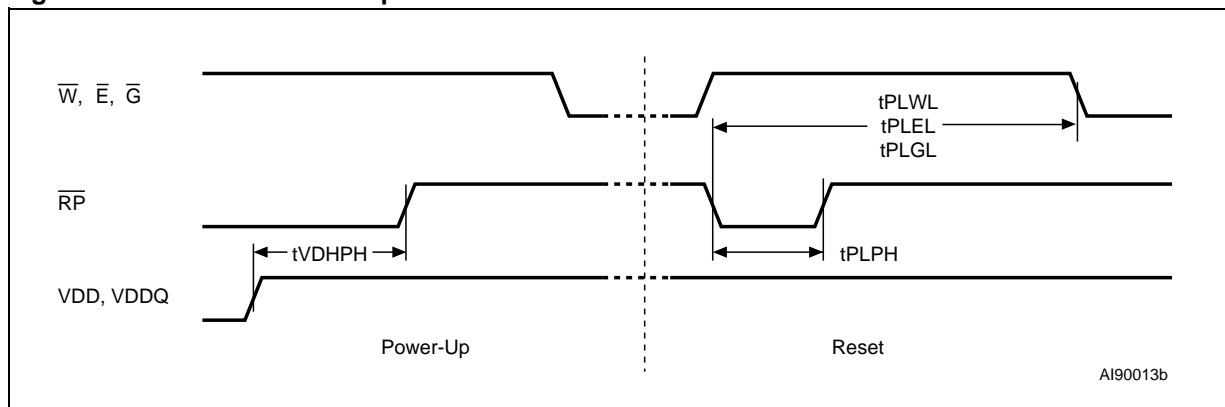 W, E, G
tPLWL
tPLEL
tPLGL
RP
tVDHPH
tPLPH
VDD, VDDQ
Power-Up
Reset
AI90013b